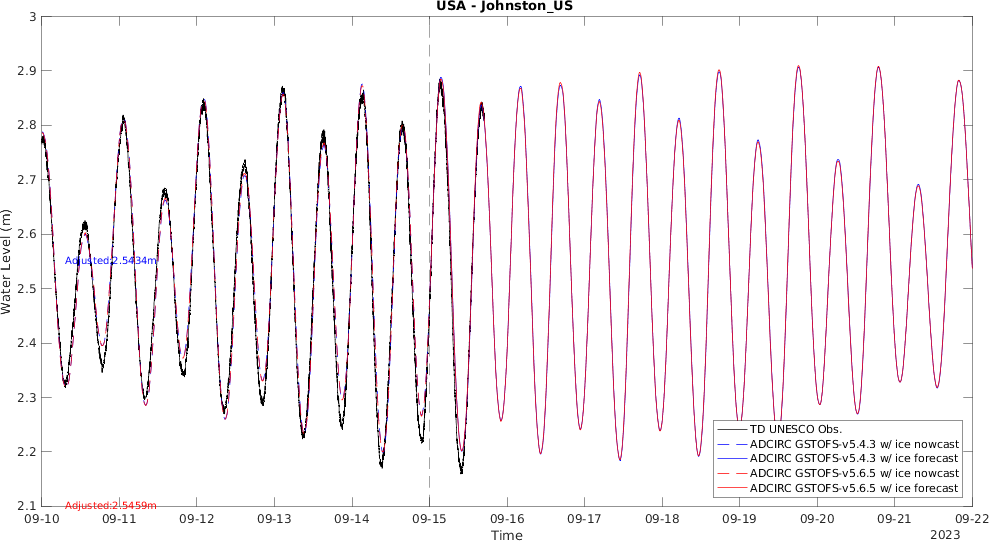 USA - Johnston_US
3
2.9
2.8
2.7
2.6
2.5
2.4
2.3
2.2
2.1
Water Level (m)
Adjusted:2.5434m
Adjusted:2.5459m
TD UNESCO Obs.
ADCIRC GSTOFS-v5.4.3 w/ ice nowcast
ADCIRC GSTOFS-v5.4.3 w/ ice forecast
ADCIRC GSTOFS-v5.6.5 w/ ice nowcast
ADCIRC GSTOFS-v5.6.5 w/ ice forecast
09-10 09-11 09-12 09-13 09-14 09-15 09-16 09-17 09-18 09-19 09-20 09-21 09-22
Time
2023